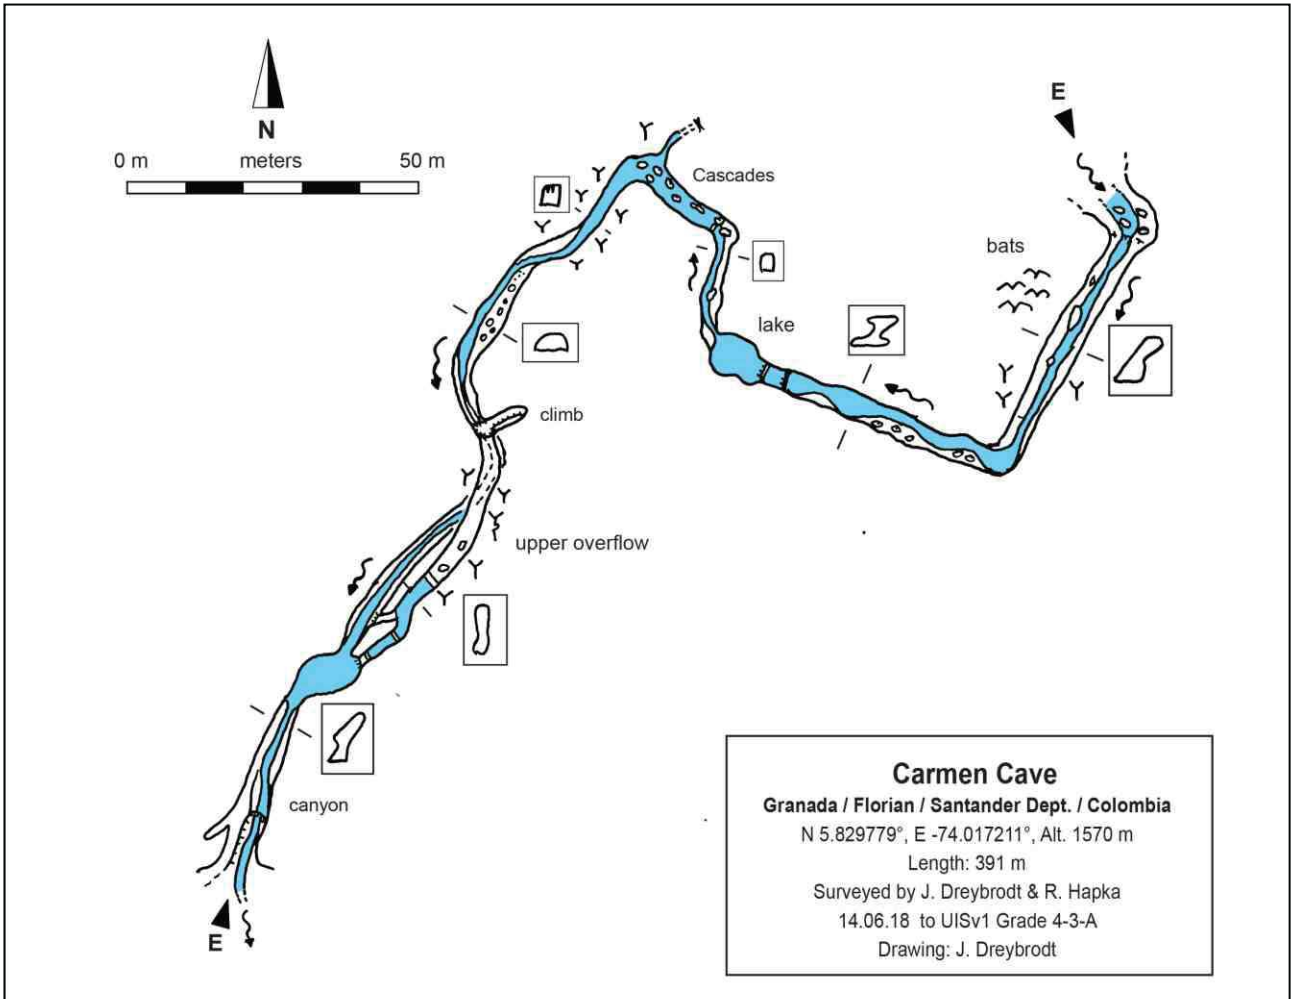 N
0 m meters 50 m
E
Cascades
bats
lake
climb
upper overflow
canyon
E
Carmen Cave
Granada / Florian / Santander Dept. / Colombia
N 5.829779°, E -74.017211°, Alt. 1570 m
Length: 391 m
Surveyed by J. Dreybrodt & R. Hapka
14.06.18 to UISv1 Grade 4-3-A
Drawing: J. Dreybrodt